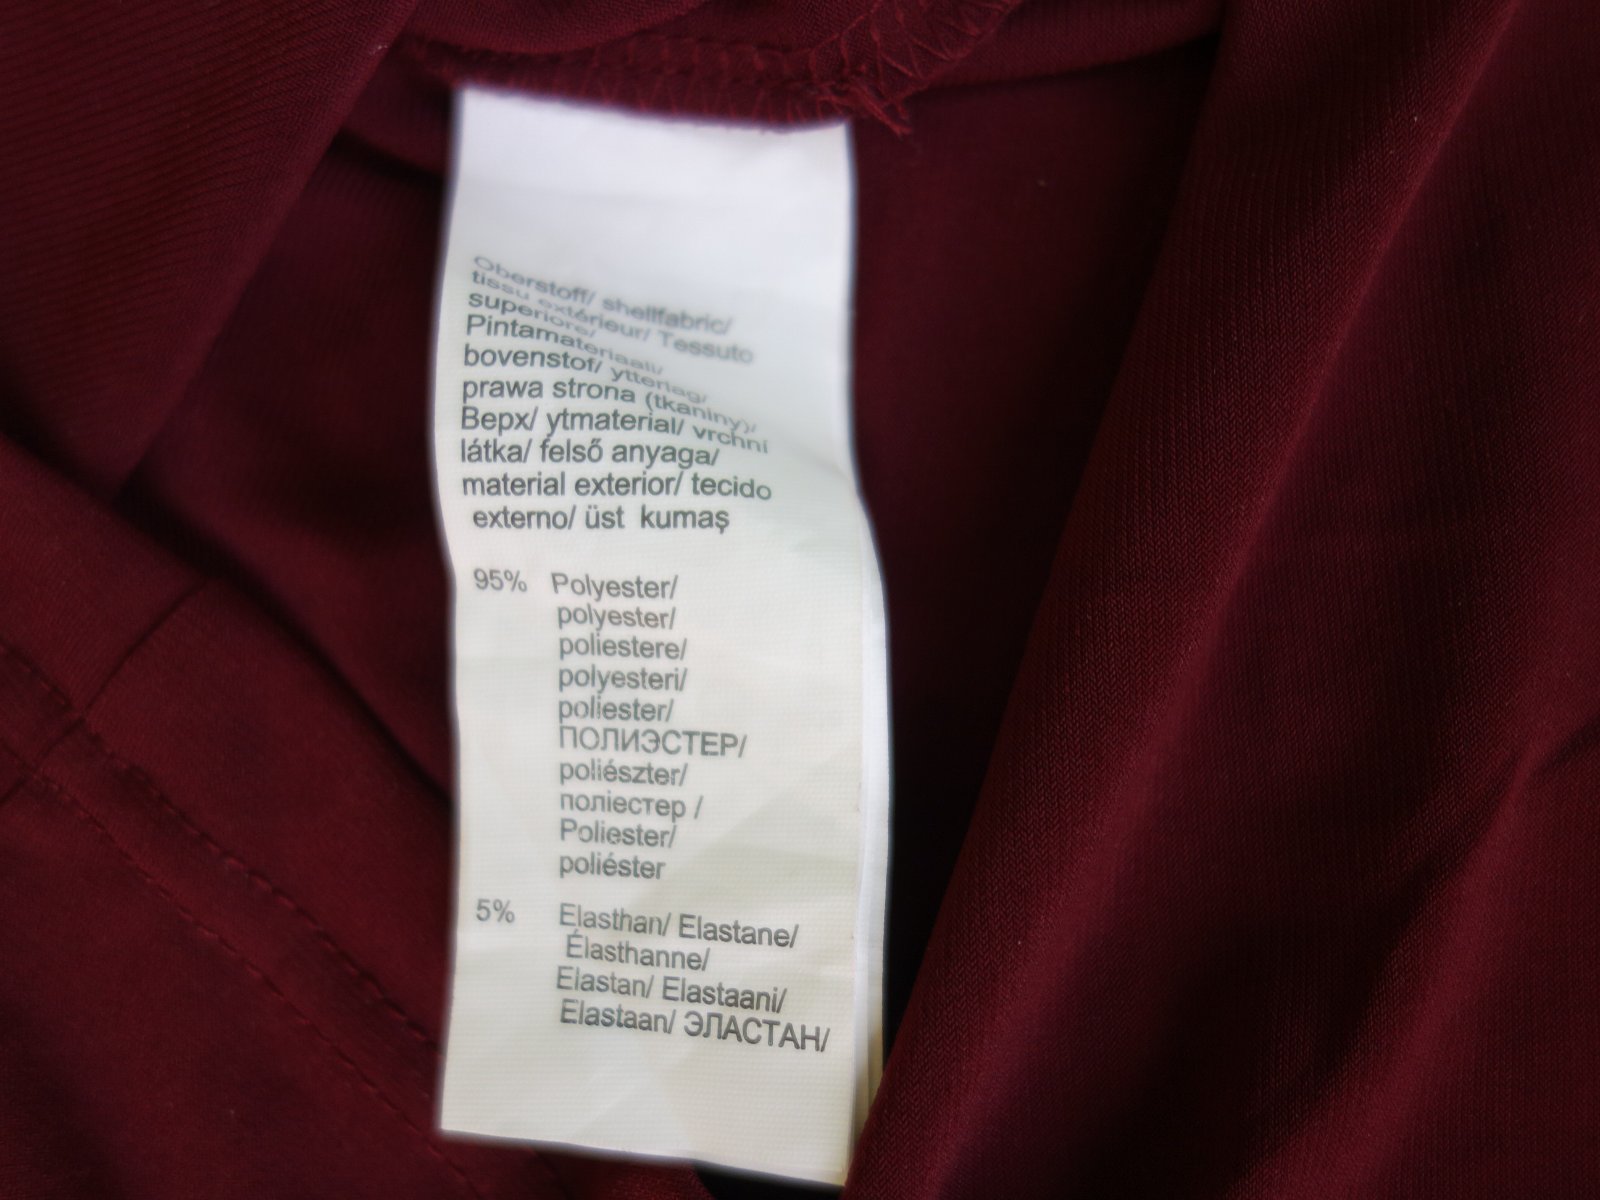 Oberstoff/ shellfabric/
tissu extérieur/ Tessuto
superiore/
Pintamateriaali/
bovenstof/ ytterlag/
prawa strona (tkaniny)/
Верх/ ytmaterial/ vrchní
látka/ felső anyaga/
material exterior/ tecido
externo/ üst kumaş
95% Polyester/
polyester/
poliestere/
polyesteri/
poliester/
ПОЛИЭСТЕР/
poliészter/
поліестер /
Poliester/
poliéster
5% Elasthan/ Elastane/
Élasthanne/
Elastan/ Elastaani/
Elastaan/ ЭЛАСТАН/